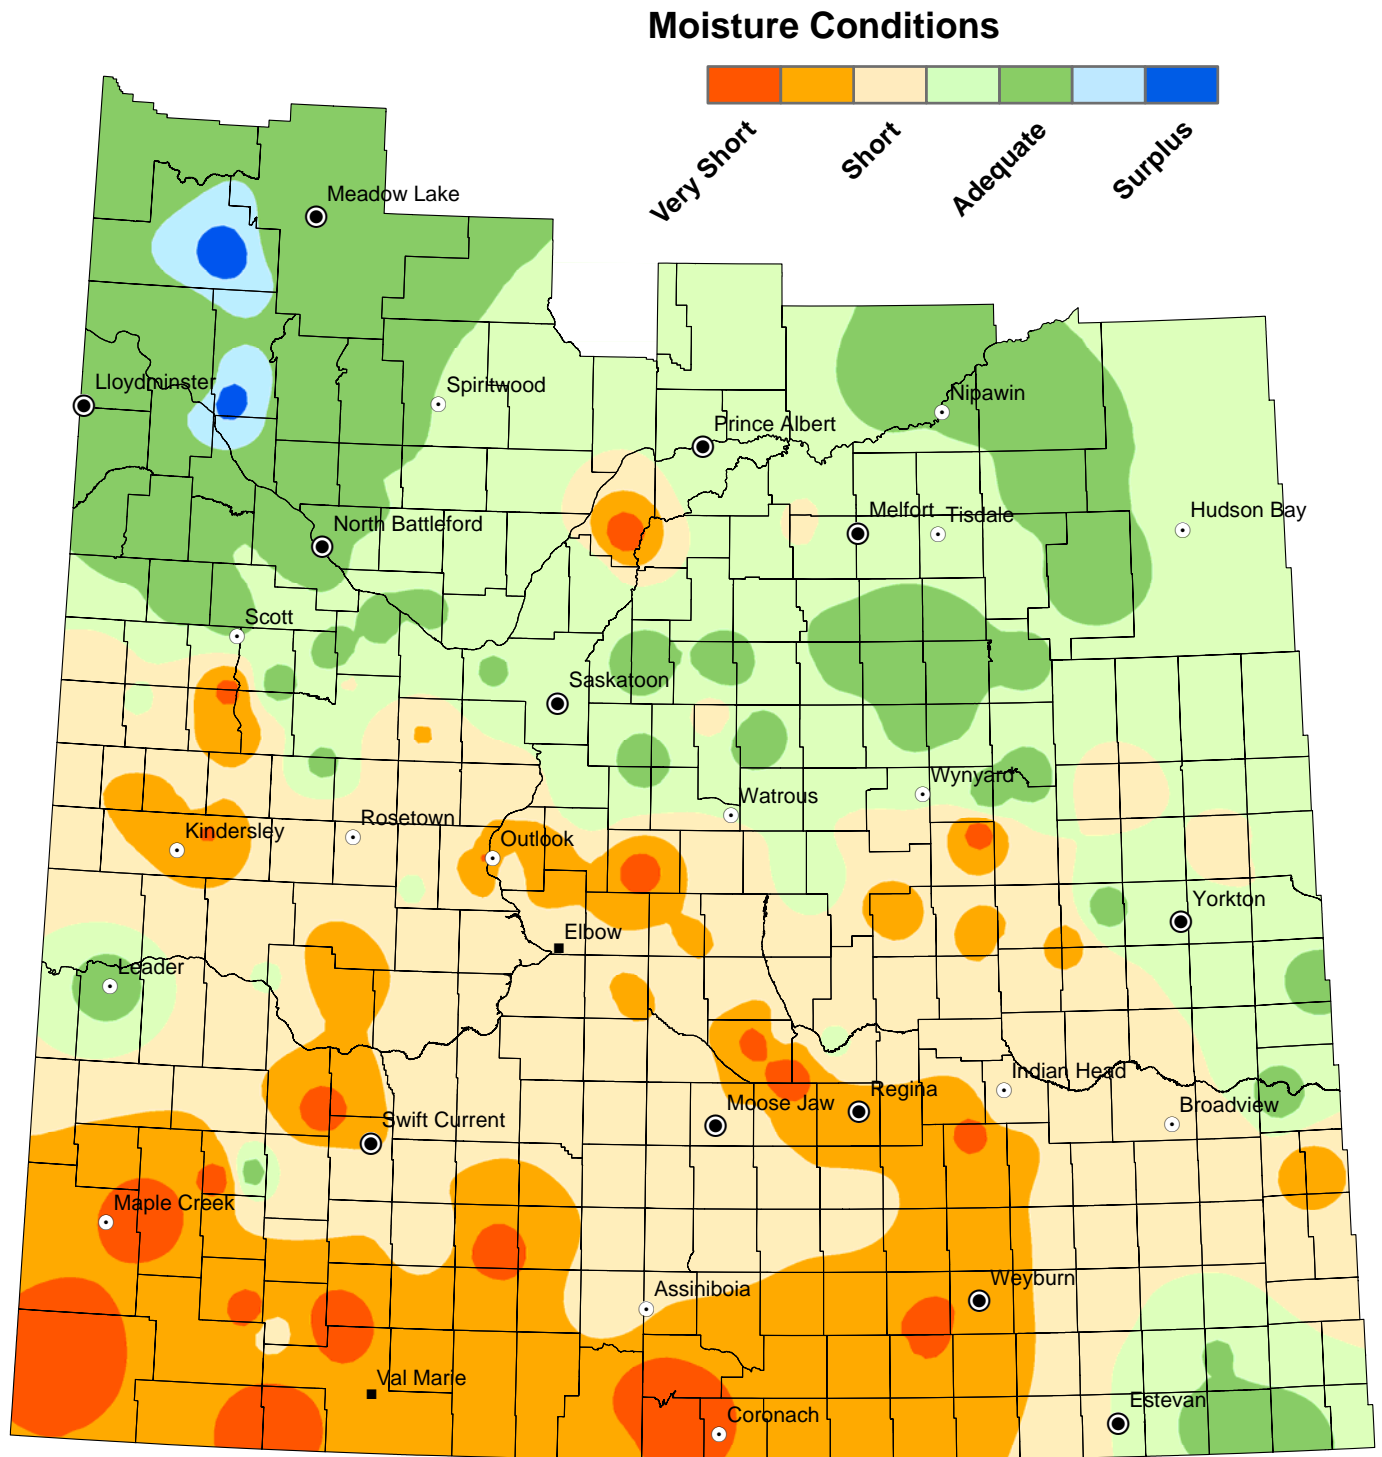 Moisture Conditions
Very Short
Short
Adequate
Surplus
Meadow Lake
Lloydminster
Spiritwood
Nipawin
Prince Albert
North Battleford
Melfort
Tisdale
Hudson Bay
Scott
Saskatoon
Watrous
Wynyard
Kindersley
Rosetown
Outlook
Yorkton
Elbow
Leader
Indian Head
Regina
Moose Jaw
Swift Current
Broadview
Maple Creek
Assiniboia
Weyburn
Val Marie
Coronach
Estevan